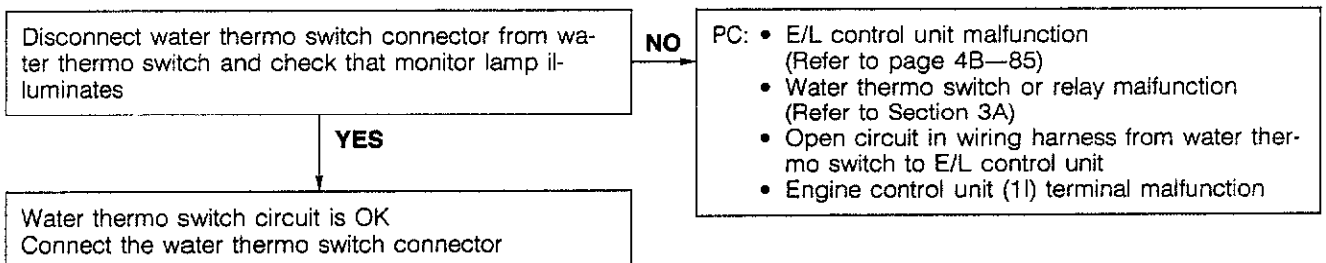 Disconnect water thermo switch connector from wa-
ter thermo switch and check that monitor lamp il-
luminates
NO
PC: • E/L control unit malfunction
(Refer to page 4B—85)
• Water thermo switch or relay malfunction
(Refer to Section 3A)
• Open circuit in wiring harness from water ther-
mo switch to E/L control unit
• Engine control unit (1I) terminal malfunction
YES
Water thermo switch circuit is OK
Connect the water thermo switch connector